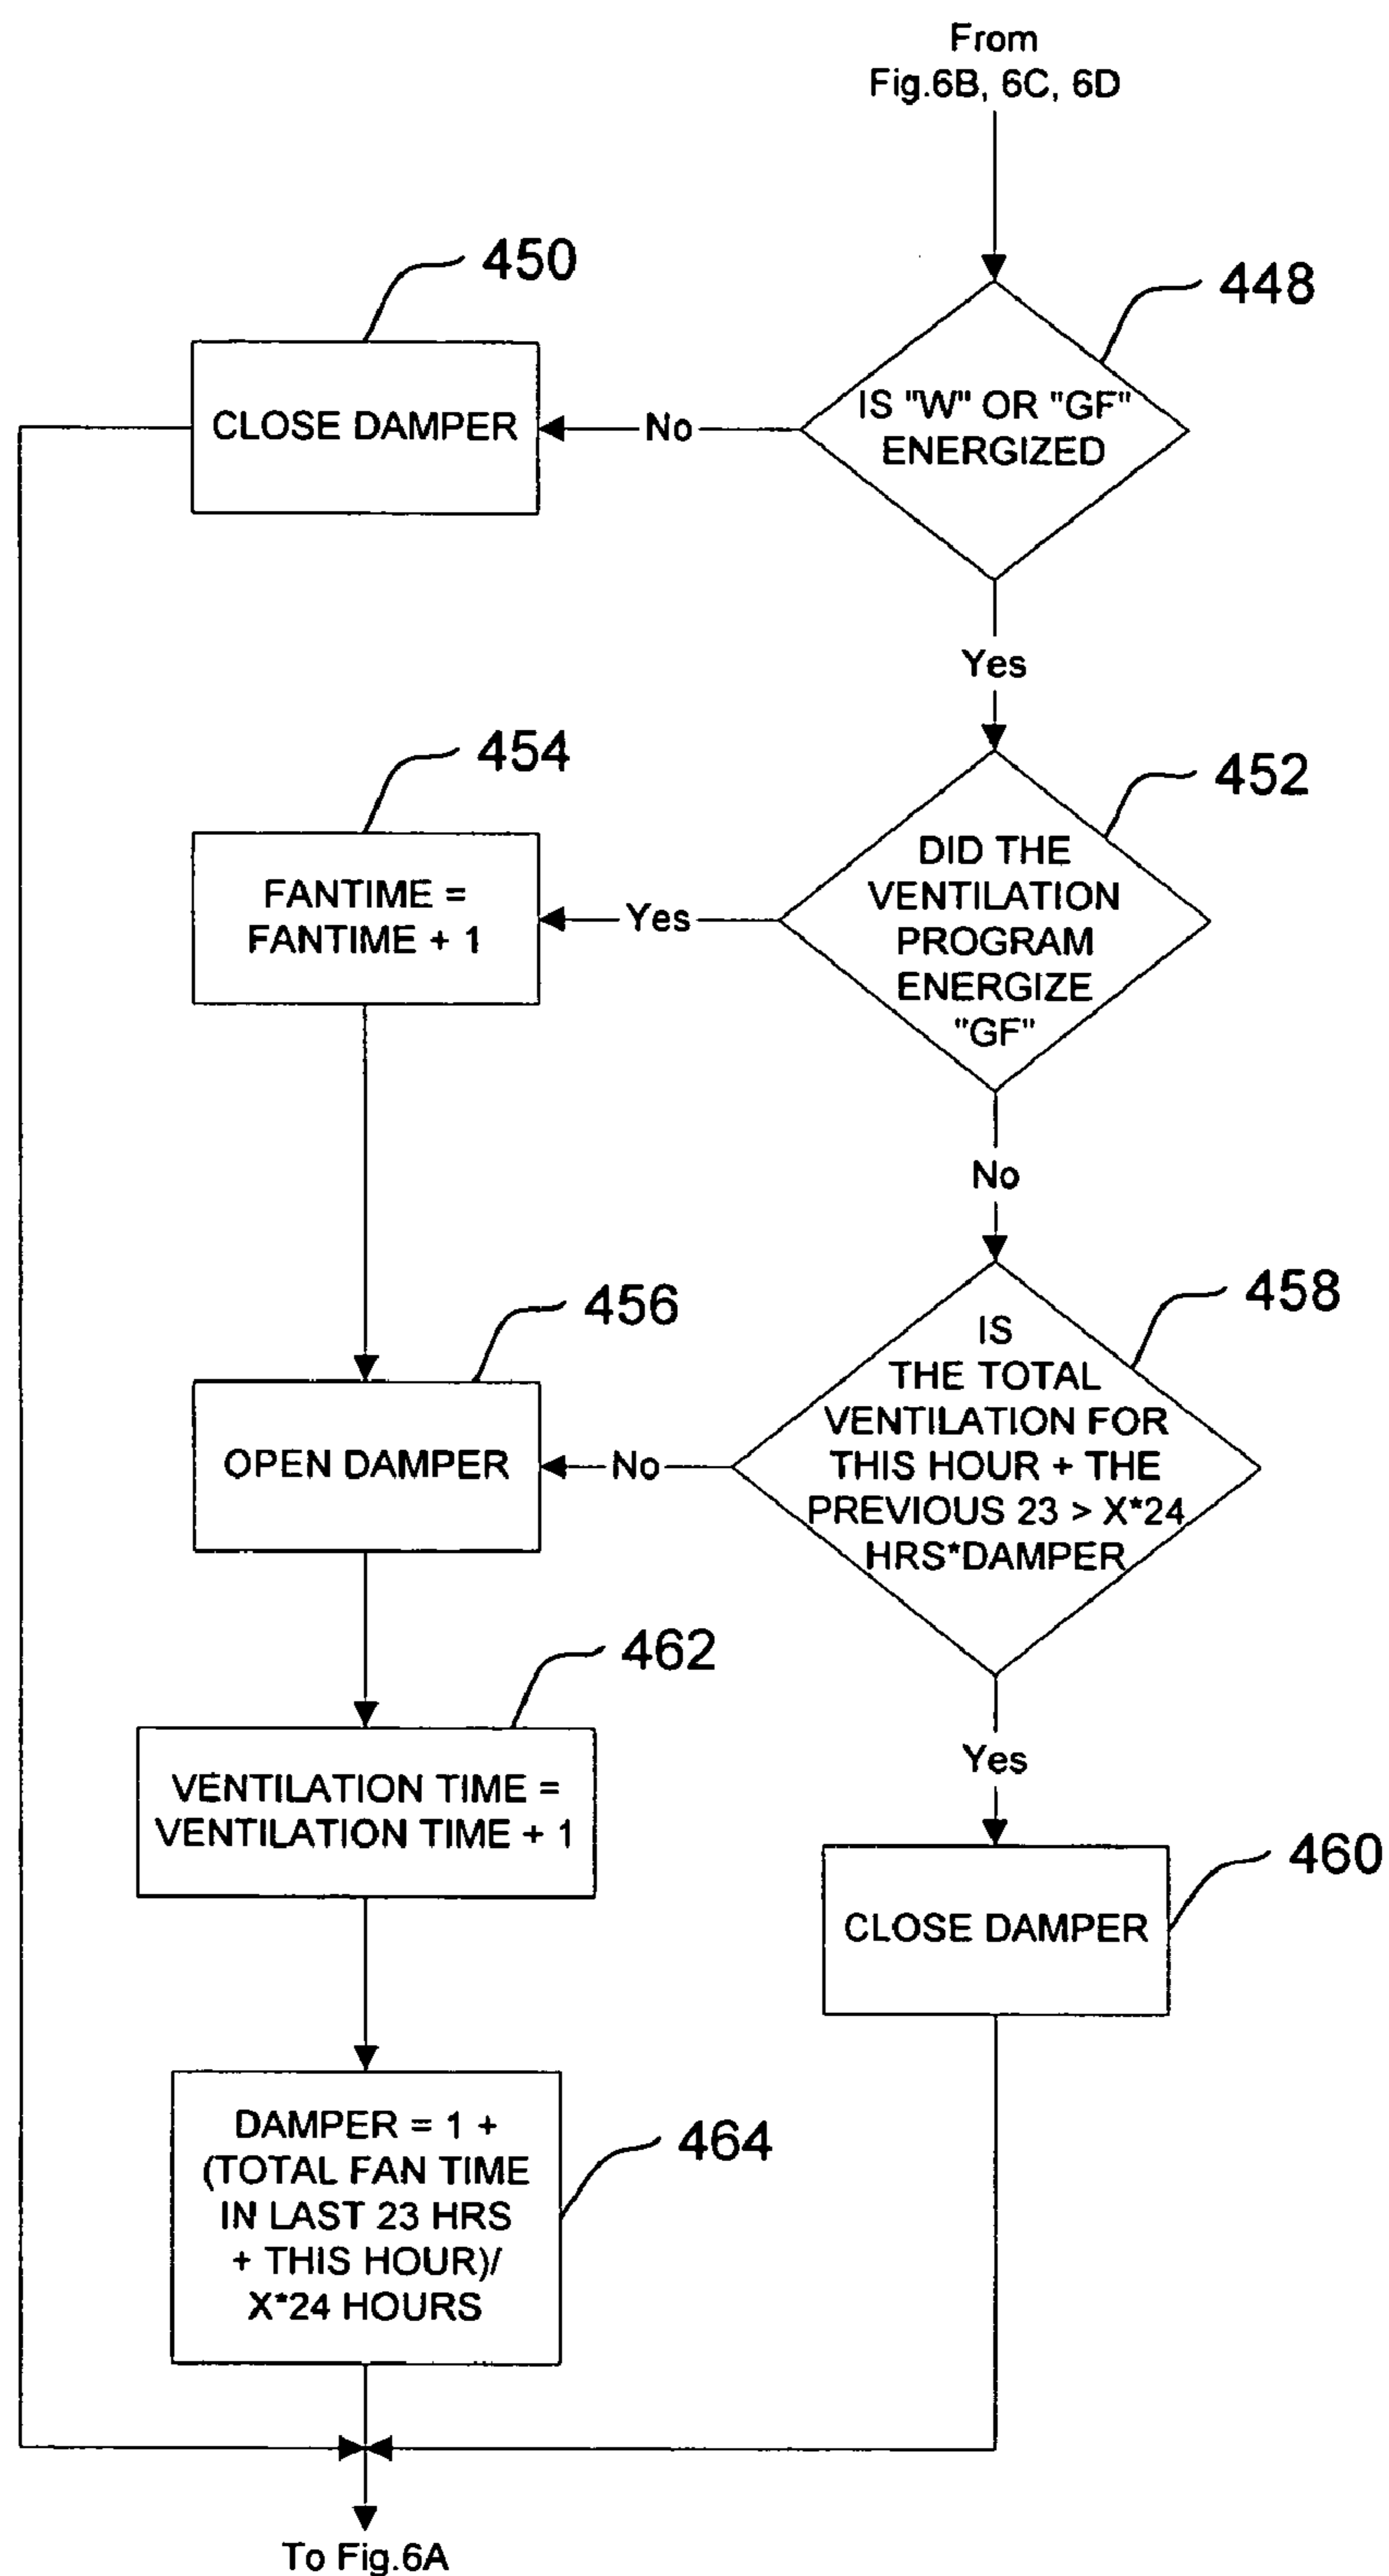 From
Fig.6B, 6C, 6D
450
448
CLOSE DAMPER
No
IS "W" OR "GF"
ENERGIZED
Yes
454
452
FANTIME =
FANTIME + 1
Yes
DID THE
VENTILATION
PROGRAM
ENERGIZE
"GF"
No
456
458
OPEN DAMPER
No
IS
THE TOTAL
VENTILATION FOR
THIS HOUR + THE
PREVIOUS 23 > X*24
HRS*DAMPER
462
Yes
VENTILATION TIME =
VENTILATION TIME + 1
460
CLOSE DAMPER
464
DAMPER = 1 +
(TOTAL FAN TIME
IN LAST 23 HRS
+ THIS HOUR)/
X*24 HOURS
To Fig.6A